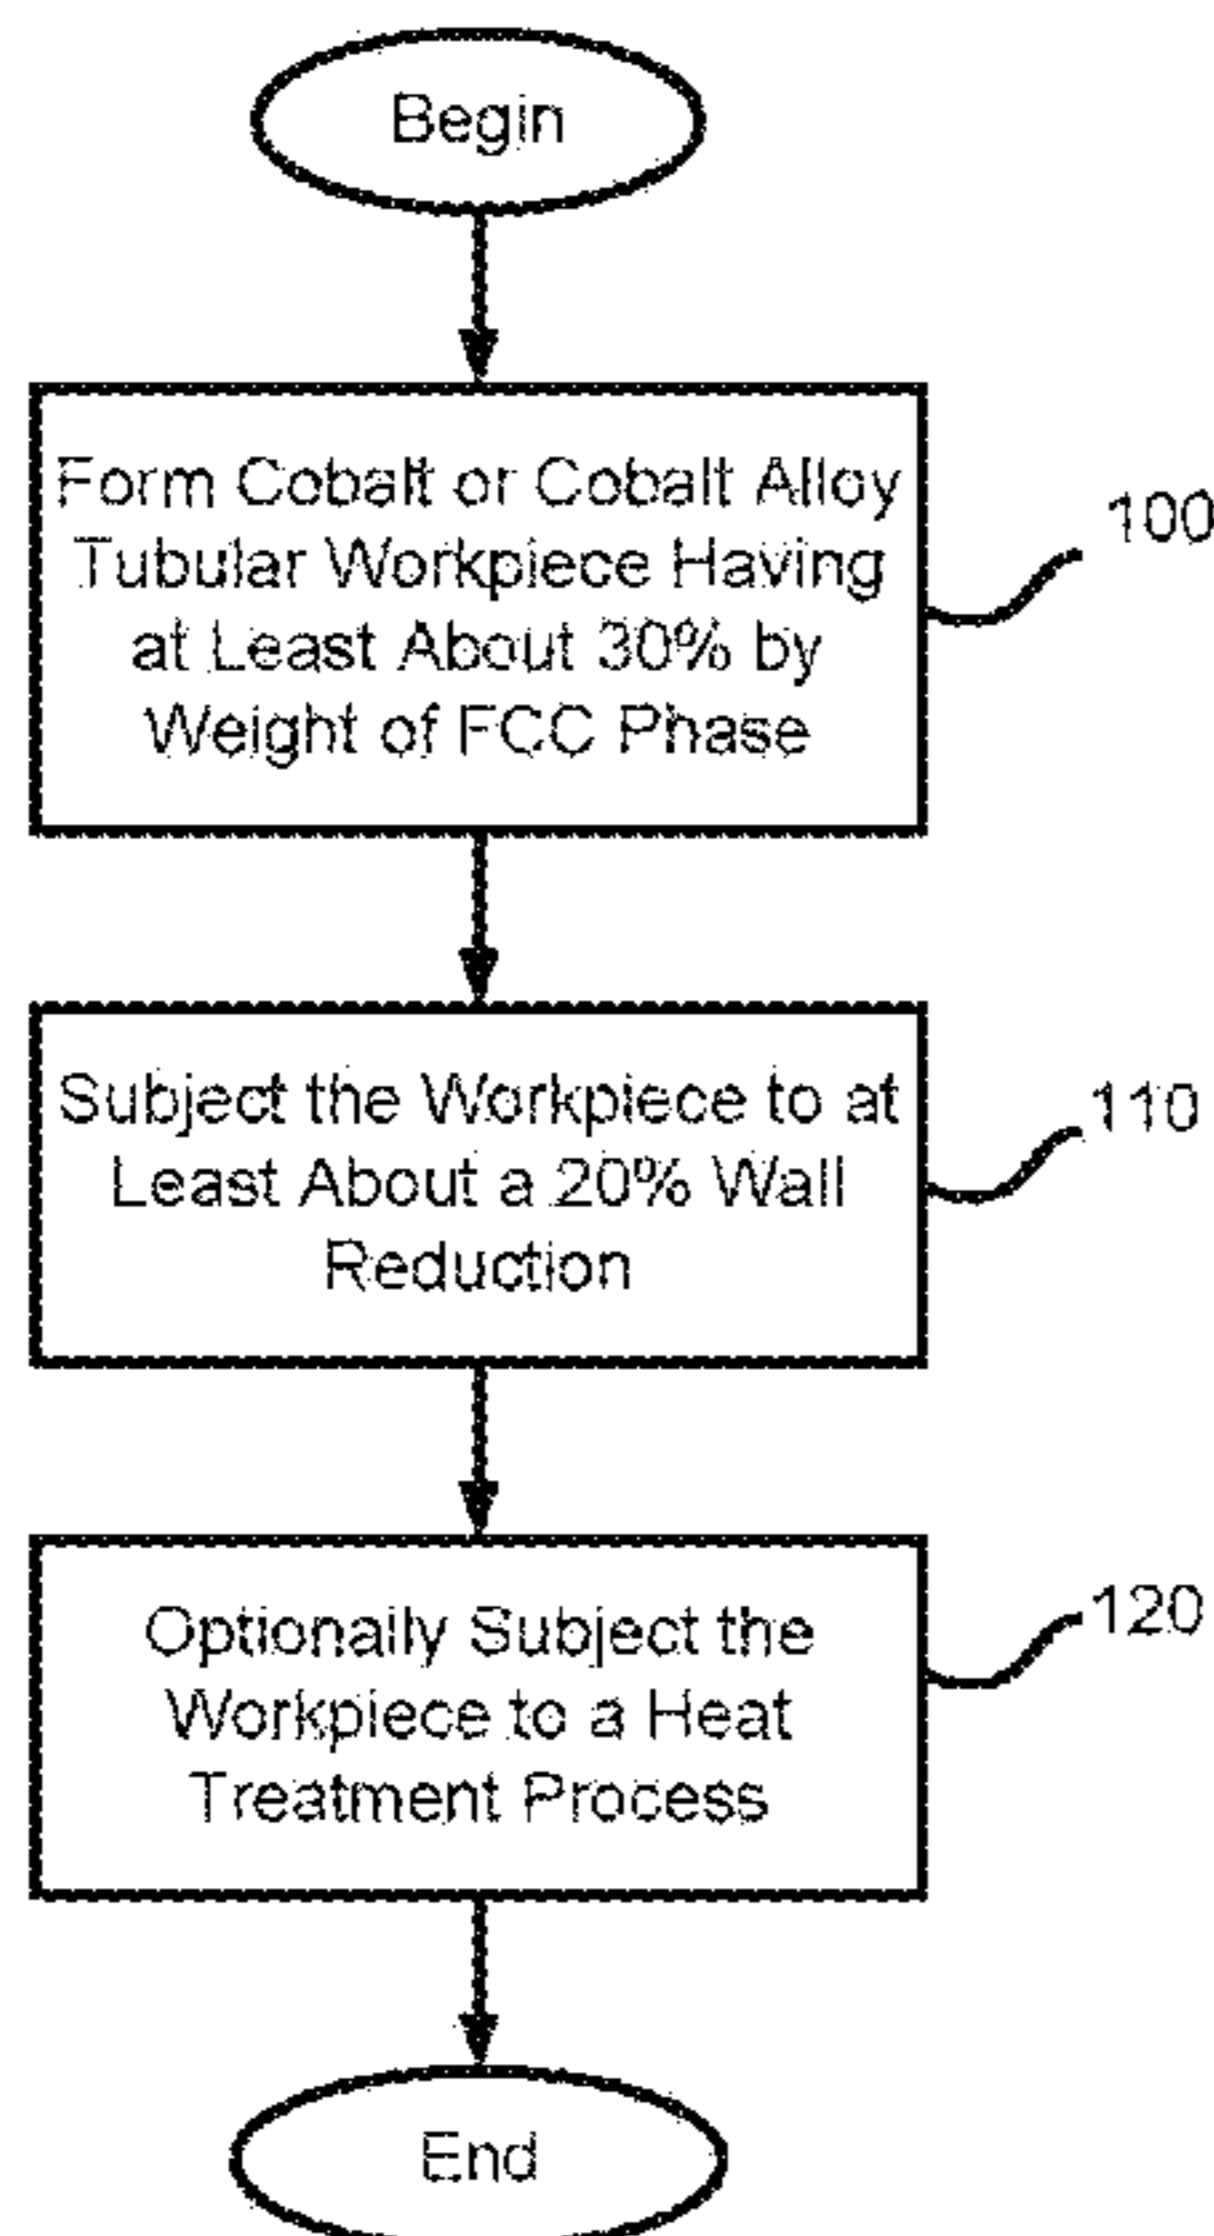 Begin
Form Cobalt or Cobalt Alloy
Tubular Workpiece Having
at Least About 30% by
Weight of FCC Phase
100
Subject the Workpiece to at
Least About a 20% Wall
Reduction
110
Optionally Subject the
Workpiece to a Heat
Treatment Process
120
End